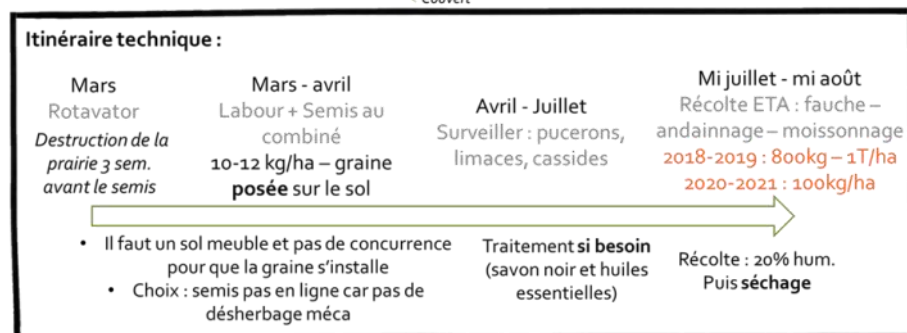 Couvert
Itinéraire technique :
Mars
Rotavator
Destruction de la
prairie 3 sem.
avant le semis
Mars - avril
Labour + Semis au
combiné
10-12 kg/ha – graine
posée sur le sol
Avril - Juillet
Surveiller : pucerons,
limaces, cassides
Mi juillet - mi août
Récolte ETA : fauche –
andainnage – moissonnage
2018-2019 : 800kg – 1T/ha
2020-2021 : 100kg/ha
• Il faut un sol meuble et pas de concurrence
pour que la graine s'installe
• Choix : semis pas en ligne car pas de
désherbage méca
Traitement si besoin
(savon noir et huiles
essentielles)
Récolte : 20% hum.
Puis séchage